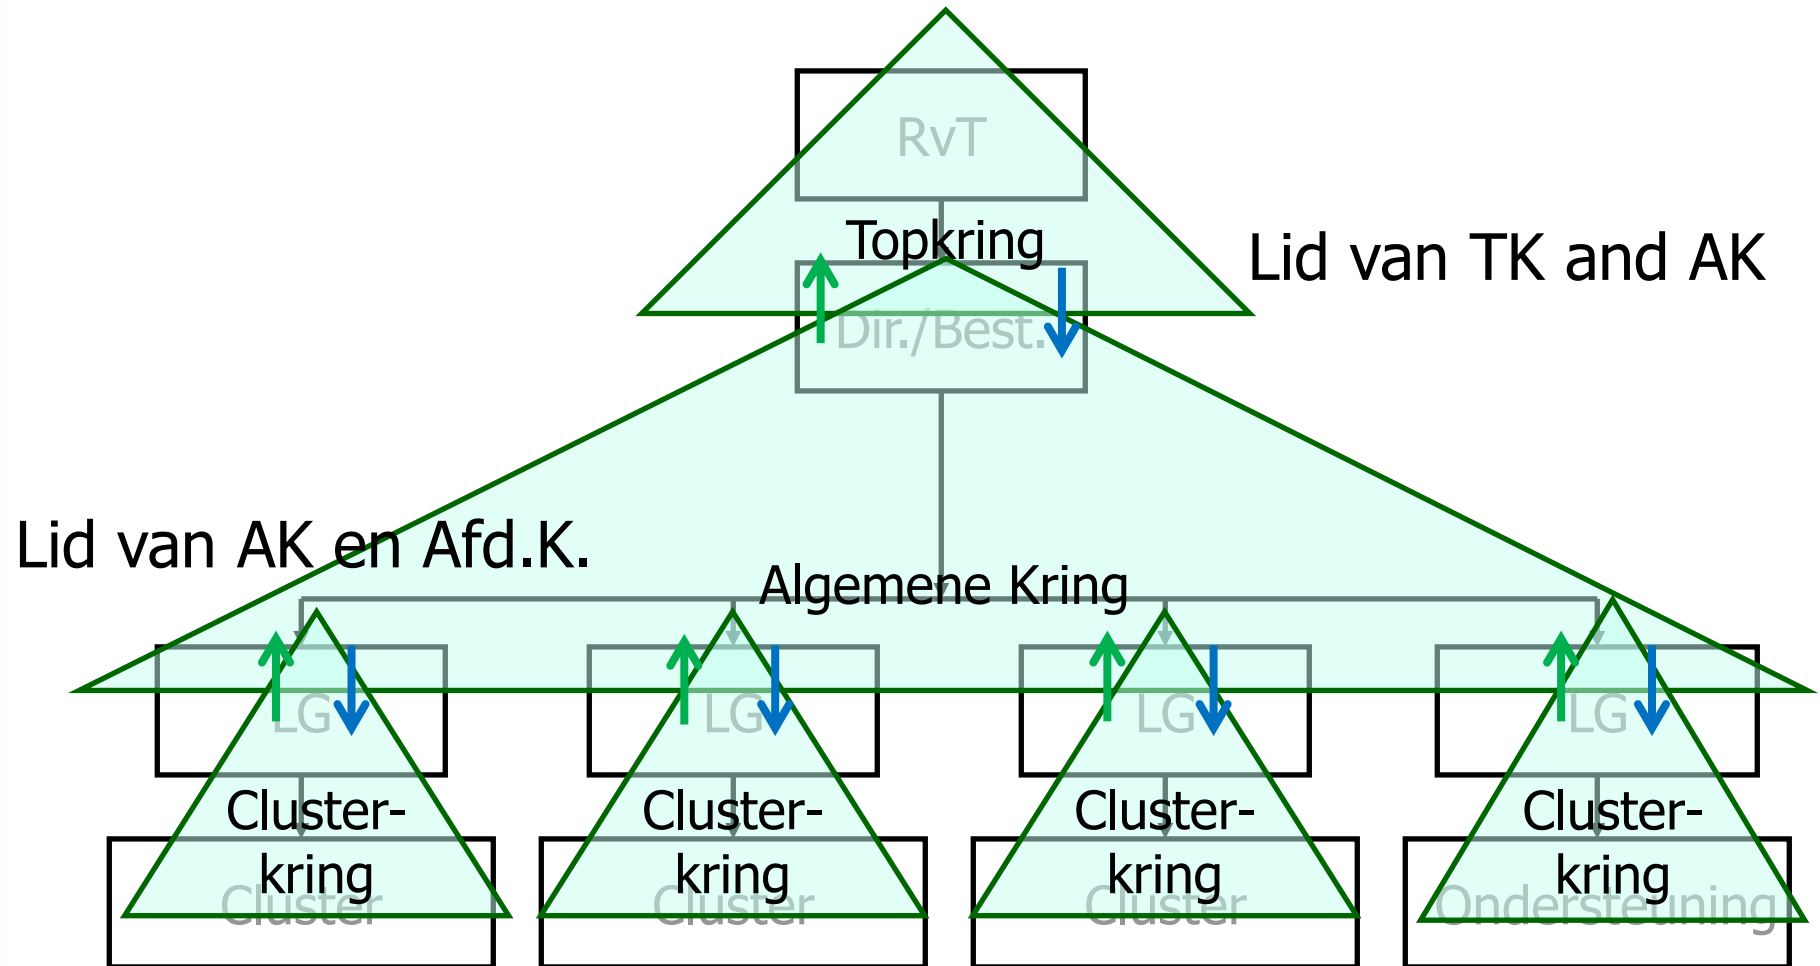 RvT
Topkring
Lid van TK and AK
Dir./Best.
Lid van AK en Afd.K.
Algemene Kring
LG
LG
LG
LG
Cluster-
kring
Cluster-
kring
Cluster-
kring
Cluster-
kring
Cluster
Cluster
Cluster
Ondersteuning